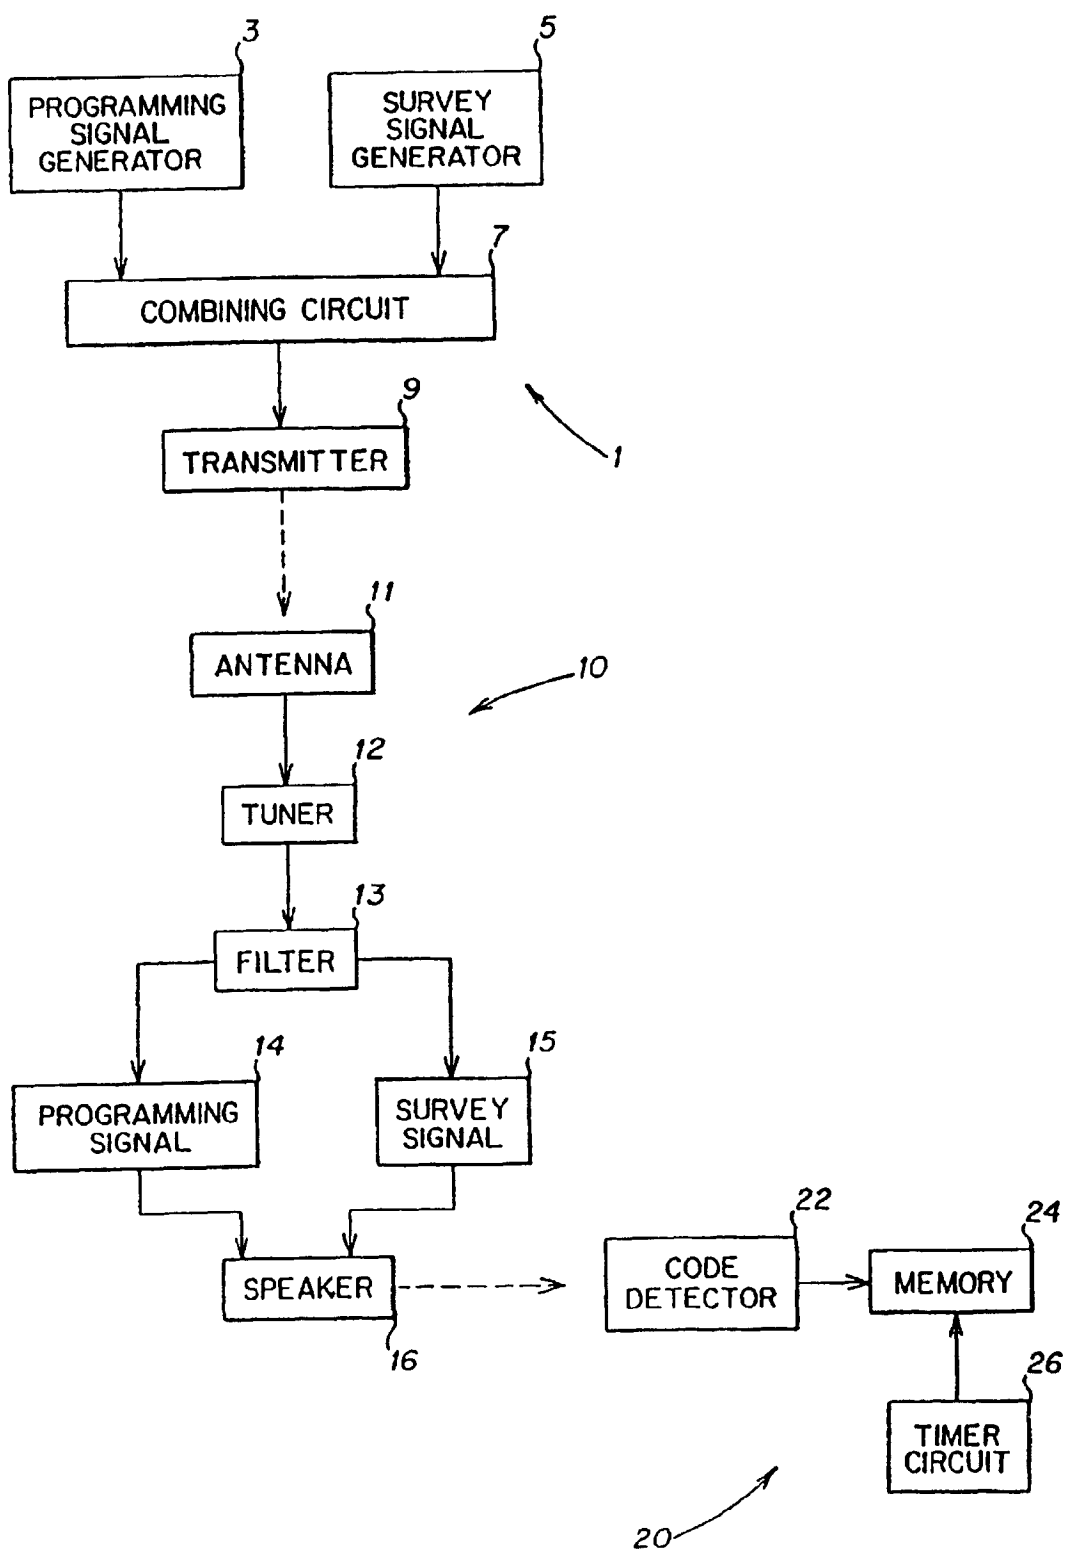 3
5
PROGRAMMING
SIGNAL
GENERATOR
SURVEY
SIGNAL
GENERATOR
7
COMBINING CIRCUIT
9
1
TRANSMITTER
11
ANTENNA
10
12
TUNER
13
FILTER
14
15
PROGRAMMING
SIGNAL
SURVEY
SIGNAL
22
24
SPEAKER
CODE
DETECTOR
MEMORY
16
26
TIMER
CIRCUIT
20